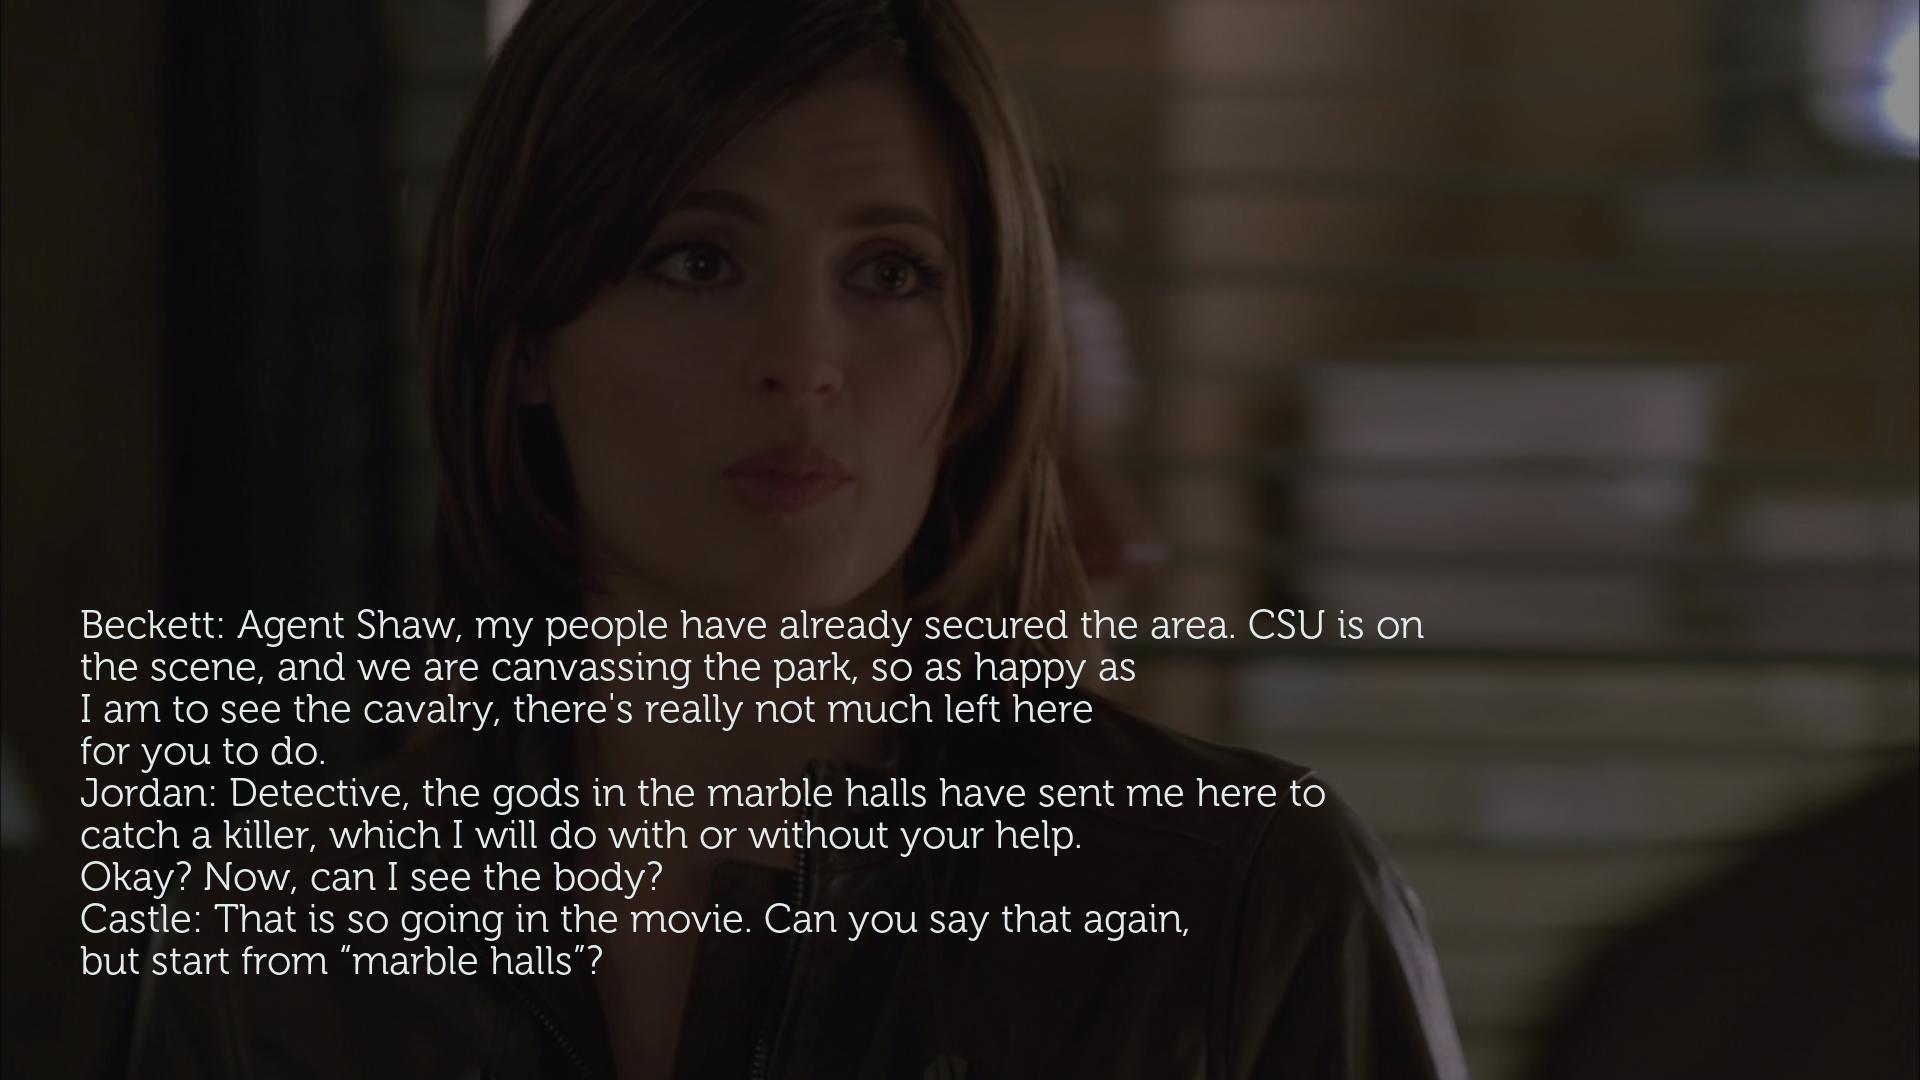 Beckett: Agent Shaw, my people have already secured the area. CSU is on
the scene, and we are canvassing the park, so as happy as
I am to see the cavalry, there's really not much left here
for you to do.
Jordan: Detective, the gods in the marble halls have sent me here to
catch a killer, which I will do with or without your help.
Okay? Now, can I see the body?
Castle: That is so going in the movie. Can you say that again,
but start from “marble halls”?